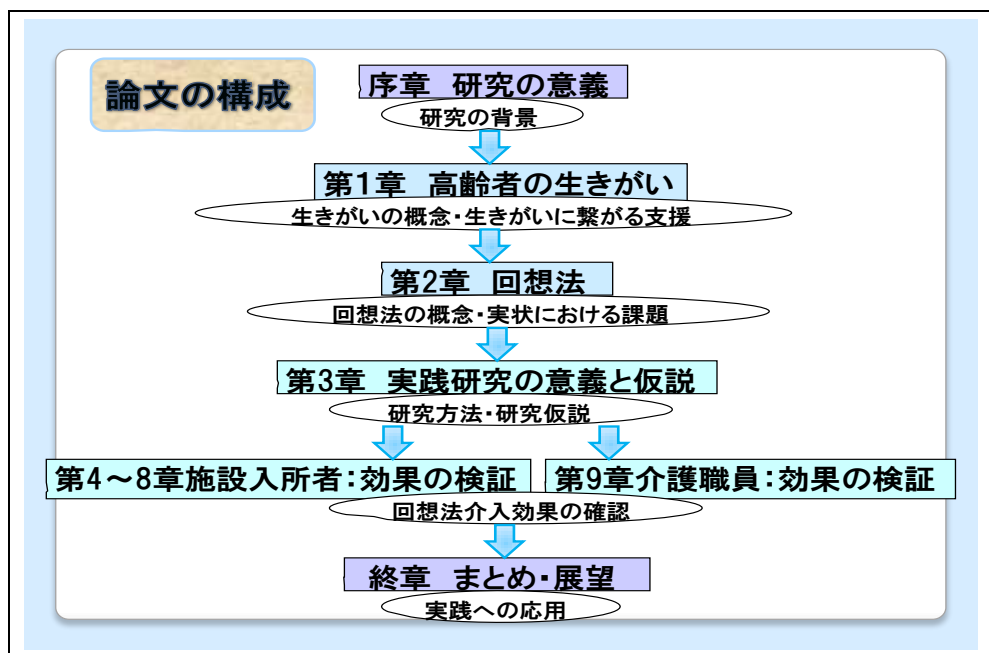 論文の構成
序章 研究の意義
研究の背景
第1章 高齢者の生きがい
生きがいの概念・生きがいに繋がる支援
第2章 回想法
回想法の概念・実状における課題
第3章 実践研究の意義と仮説
研究方法・研究仮説
第4～8章施設入所者：効果の検証
第9章介護職員：効果の検証
回想法介入効果の確認
終章 まとめ・展望
実践への応用